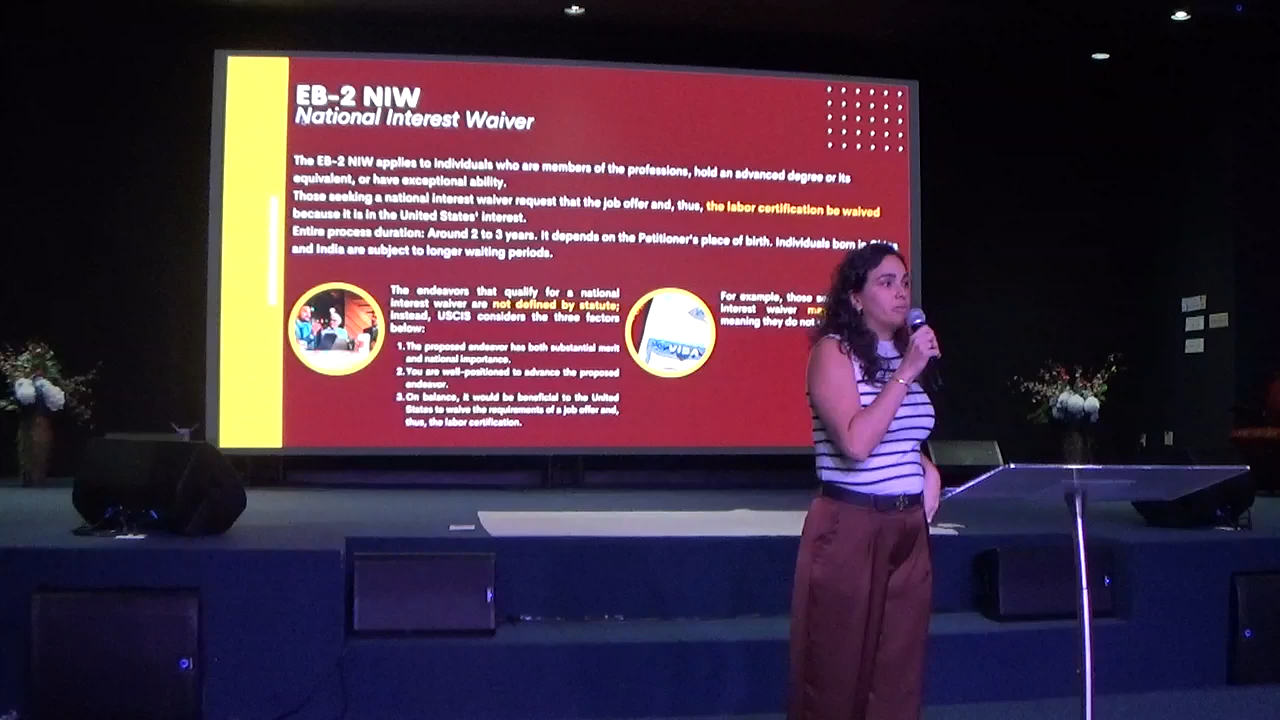 EB-2 NIW
National Interest Waiver
The EB-2 NIW applies to individuals who are members of the professions, hold an advanced degree or its
equivalent, or have exceptional ability.
Those seeking a national interest waiver request that the job offer and, thus, the labor certification be waived
because it is in the United States' interest.
Entire process duration: Around 2 to 3 years. It depends on the Petitioner's place of birth. Individuals born in
and India are subject to longer waiting periods.
The endeavors that qualify for a national
interest waiver are not defined by statute;
instead, USCIS considers the three factors
below:
1. The proposed endeavor has both substantial merit
and national importance.
2. You are well-positioned to advance the proposed
endeavor.
3. On balance, it would be beneficial to the United
States to waive the requirements of a job offer and,
thus, the labor certification.
VISA
For example, those
interest waiver
meaning they do not